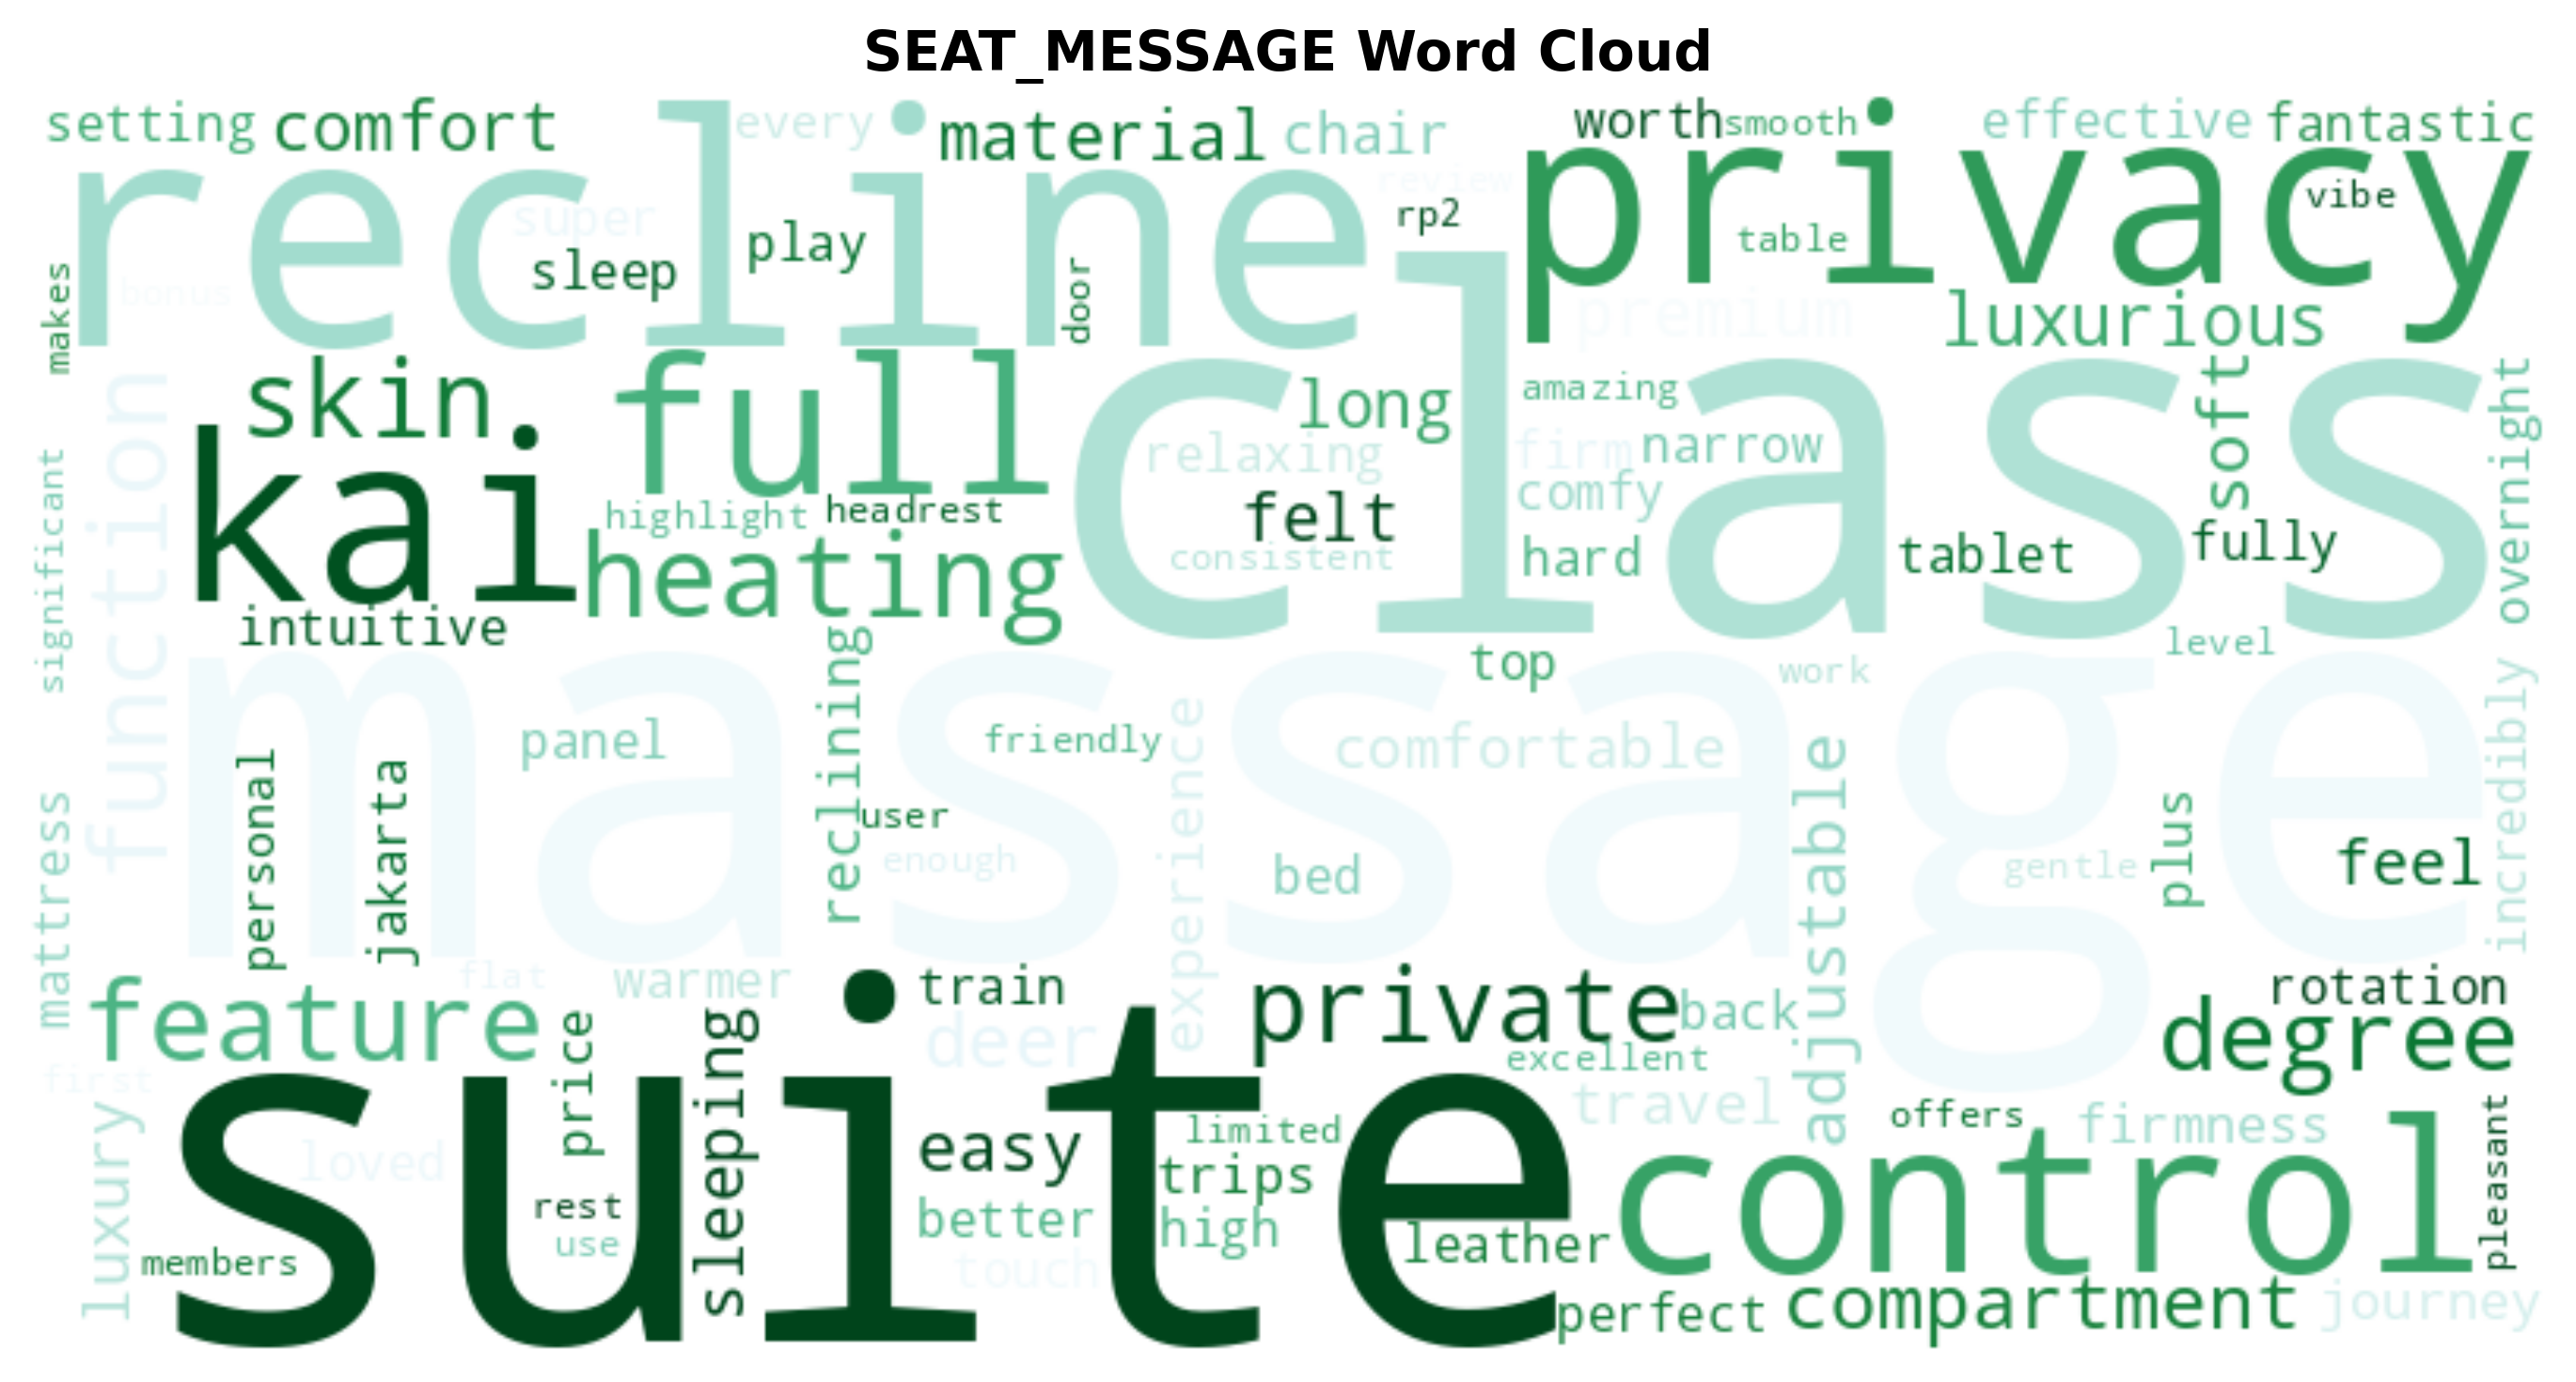 SEAT_MESSAGE Word Cloud
setting comfort every material chair worth smooth effective fantastic
recline privacy
super review rp2 vibe
sleep play table
makes bonus door premium luxurious
skin full class long amazing soft
function kai relaxing firm narrow overnight
significant highlight headrest felt comfy
heating consistent hard tablet fully
intuitive reclining top work level
massage
panel friendly experience comfortable adjustable incredibly
personal jakarta user plus
mattress enough bed gentle feel
flat warmer train private rotation
feature price sleeping deer back degree
first excellent
suite travel offers firmness pleasant
luxury loved easy limited control
trips
rest better high leather
use touch
members perfect compartment journey